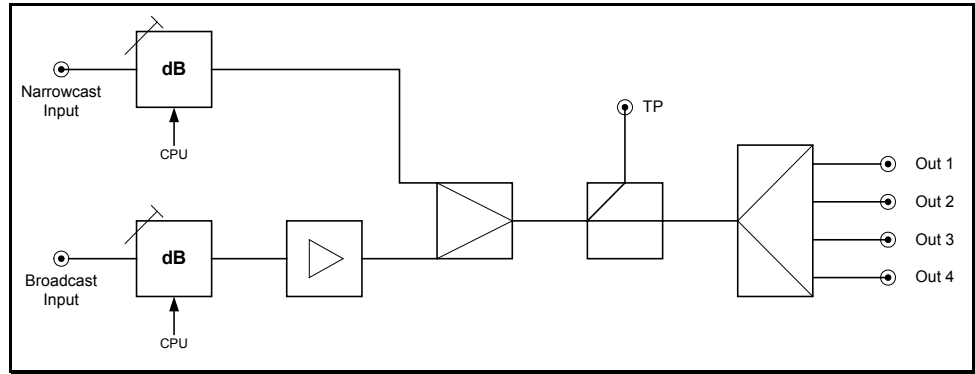 dB
Narrowcast
Input
CPU
TP
Out 1
Out 2
Out 3
Out 4
dB
Broadcast
Input
CPU